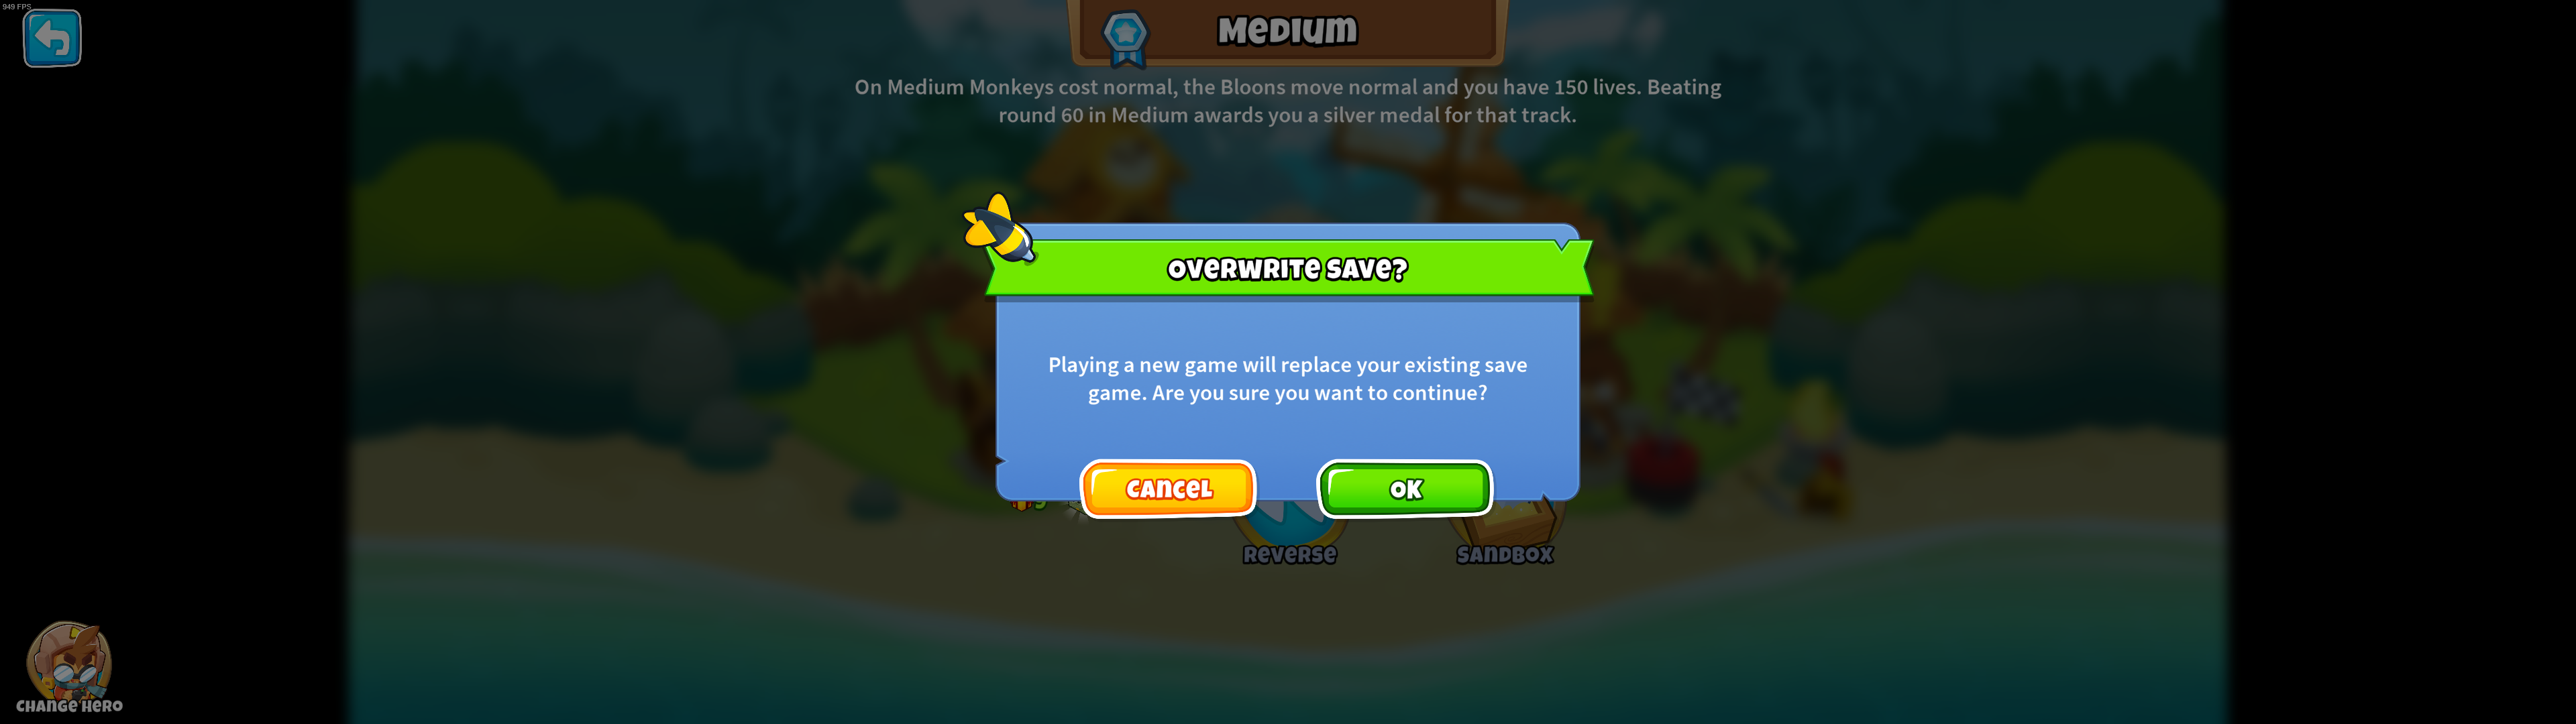 949 FPS
Medium
On Medium Monkeys cost normal, the Bloons move normal and you have 150 lives. Beating
round 60 in Medium awards you a silver medal for that track.
Overwrite Save?
Playing a new game will replace your existing save
game. Are you sure you want to continue?
Cancel
OK
Reverse
Sandbox
Change Hero